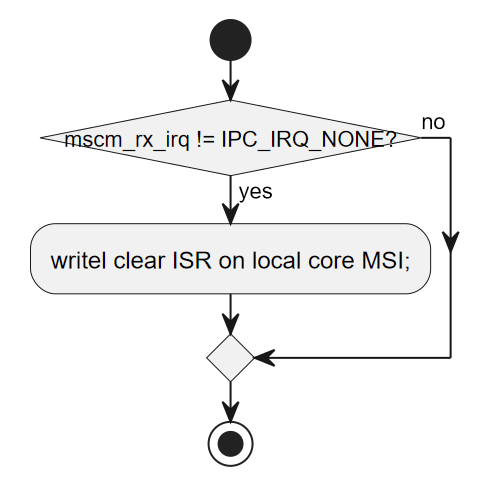 no
mscm_rx_irq != IPC_IRQ_NONE?
yes
writel clear ISR on local core MSI;